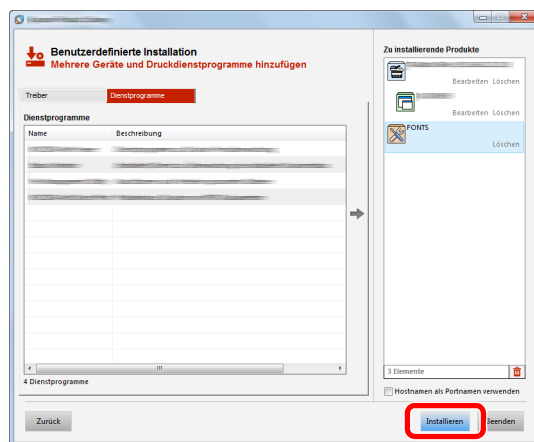 Benutzerdefinierte Installation
Mehrere Geräte und Druckdienstprogramme hinzufügen
Treiber
Dienstprogramme
Dienstprogramme
Name Beschreibung
4 Dienstprogramme
Zu installierende Produkte
Bearbeiten Löschen
Bearbeiten Löschen
FONTS
Löschen
3 Elemente
Hostnamen als Portnamen verwenden
Zurück
Installieren
Beenden